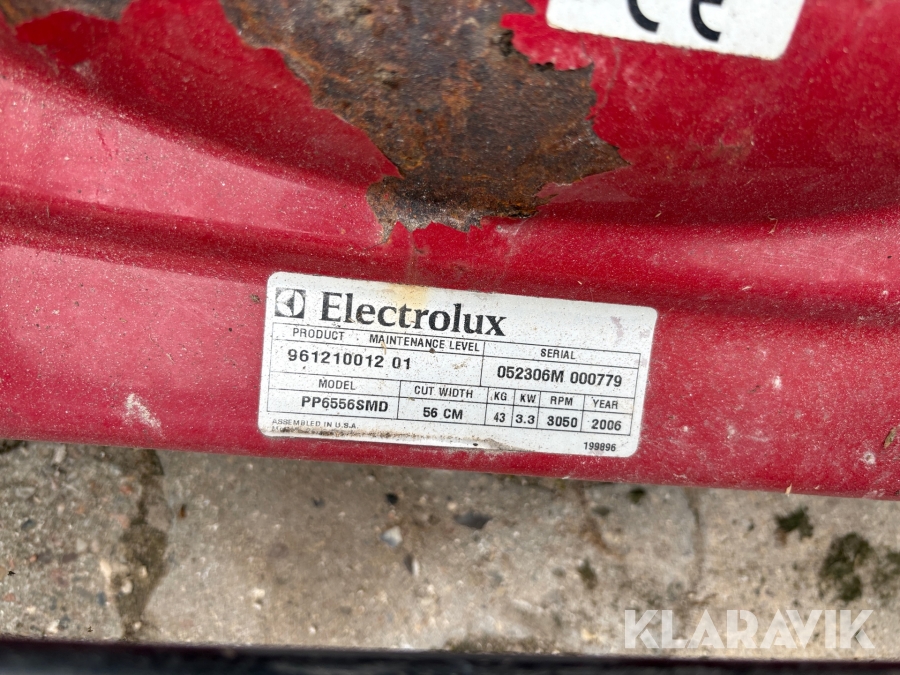 CE
Electrolux
PRODUCT MAINTENANCE LEVEL SERIAL
961210012 01 052306M 000779
MODEL CUT WIDTH KG KW RPM YEAR
PP6556SMD 56 CM 43 3.3 3050 2006
ASSEMBLED IN U.S.A
199896
KLARAVIK